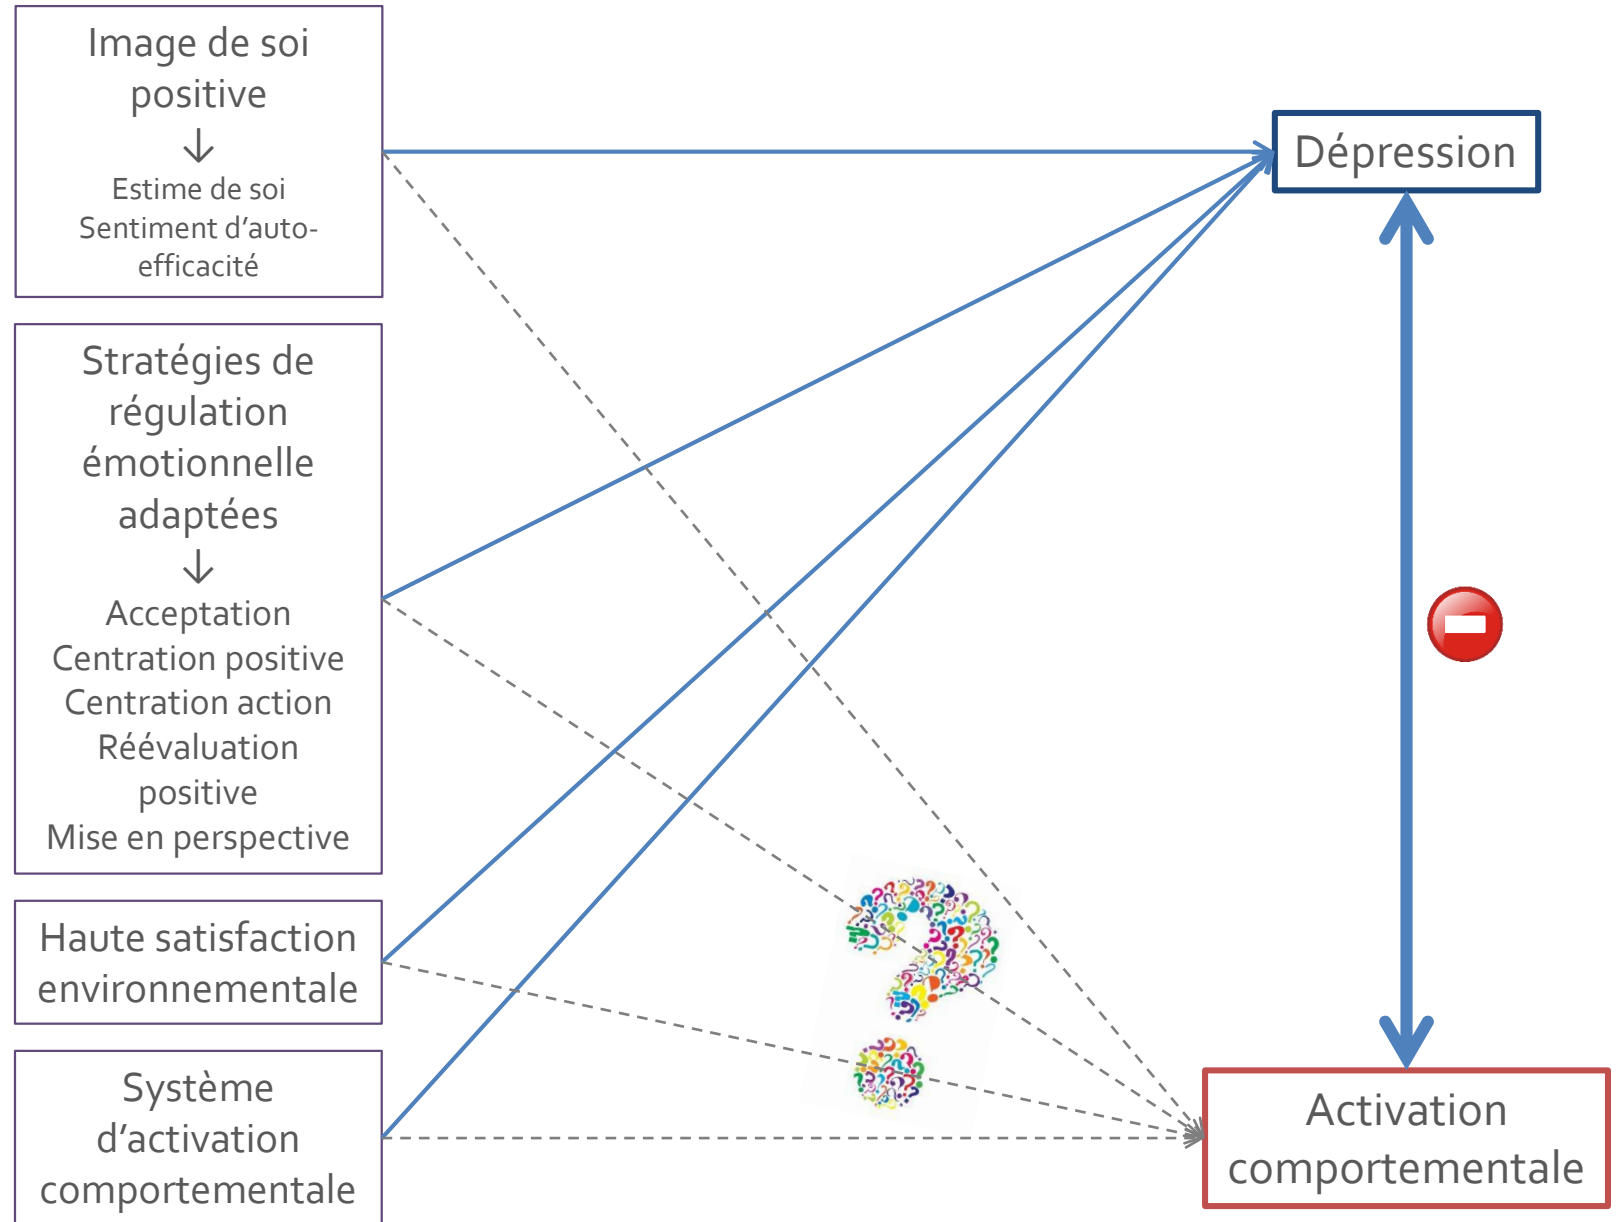 Image de soi
positive
↓
Estime de soi
Sentiment d'auto-
efficacité
Stratégies de
régulation
émotionnelle
adaptées
↓
Acceptation
Centration positive
Centration action
Réévaluation
positive
Mise en perspective
Haute satisfaction
environnementale
Système
d'activation
comportementale
Dépression
Activation
comportementale